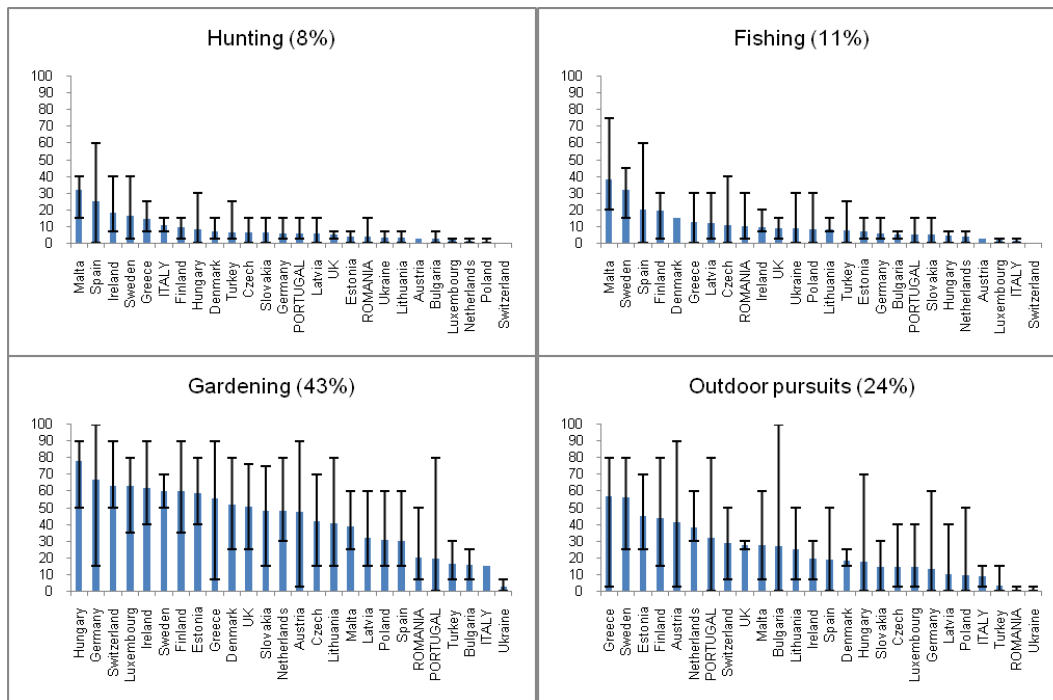 Hunting (8%)
100
90
80
70
60
50
40
30
20
10
0
Malta
Spain
Ireland
Sweden
Greece
ITALY
Finland
Hungary
Denmark
Turkey
Czech
Slovakia
Germany
PORTUGAL
Latvia
UK
Estonia
ROMANIA
Ukraine
Lithuania
Austria
Bulgaria
Luxembourg
Netherlands
Poland
Switzerland
Fishing (11%)
100
90
80
70
60
50
40
30
20
10
0
Malta
Sweden
Spain
Finland
Denmark
Greece
Latvia
Czech
ROMANIA
Ireland
UK
Ukraine
Poland
Lithuania
Turkey
Estonia
Germany
Bulgaria
PORTUGAL
Slovakia
Hungary
Netherlands
Austria
Luxembourg
ITALY
Switzerland
Gardening (43%)
100
90
80
70
60
50
40
30
20
10
0
Hungary
Germany
Switzerland
Luxembourg
Ireland
Sweden
Finland
Estonia
Greece
Denmark
UK
Slovakia
Netherlands
Austria
Czech
Lithuania
Malta
Latvia
Poland
Spain
ROMANIA
PORTUGAL
Turkey
Bulgaria
ITALY
Ukraine
Outdoor pursuits (24%)
100
90
80
70
60
50
40
30
20
10
0
Greece
Sweden
Estonia
Finland
Austria
Netherlands
PORTUGAL
Switzerland
UK
Malta
Bulgaria
Lithuania
Ireland
Spain
Denmark
Hungary
Slovakia
Czech
Luxembourg
Germany
Latvia
Poland
ITALY
Turkey
ROMANIA
Ukraine